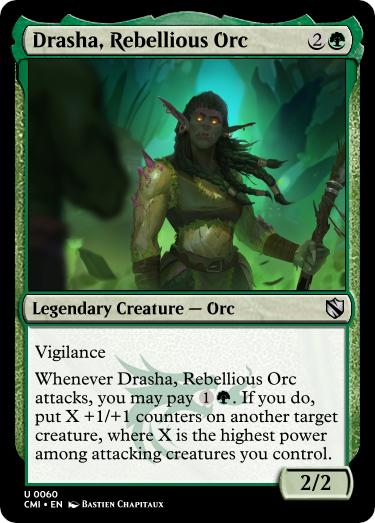 Drasha, Rebellious Orc 2
Legendary Creature — Orc
Vigilance
Whenever Drasha, Rebellious Orc
attacks, you may pay 1 . If you do,
put X +1/+1 counters on another target
creature, where X is the highest power
among attacking creatures you control.
2/2
U 0060
CMI • EN Bastien Chapitaux